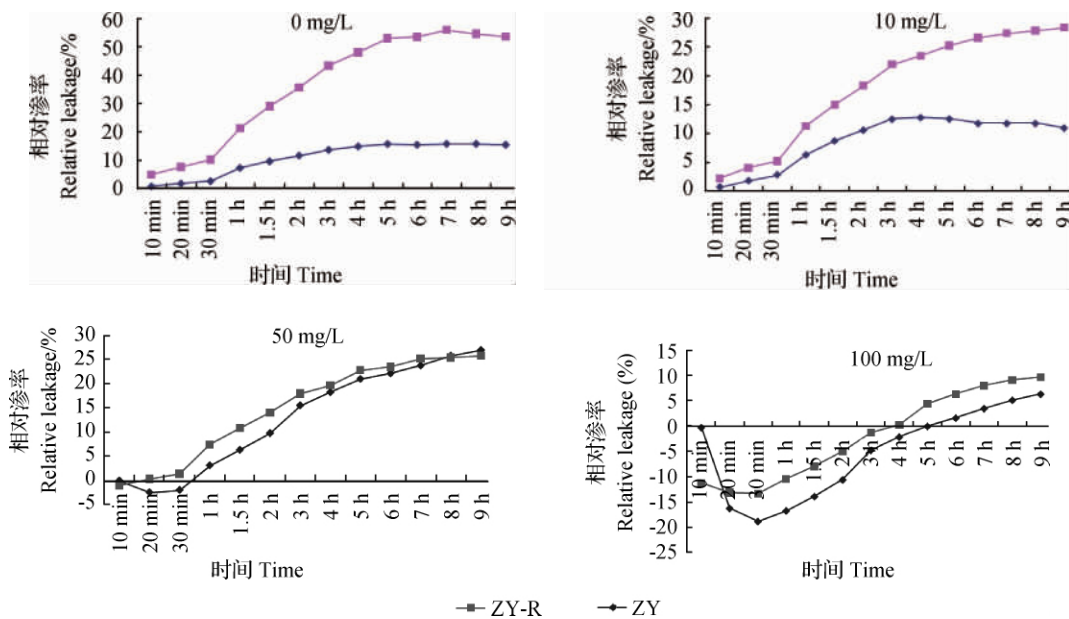 0 mg/L
60
50
40
30
20
10
0
相对渗率
Relative leakage/%
10 min
20 min
30 min
1 h
1.5 h
2 h
3 h
4 h
5 h
6 h
7 h
8 h
9 h
时间 Time
10 mg/L
30
25
20
15
10
5
0
相对渗率
Relative leakage/%
10 min
20 min
30 min
1 h
1.5 h
2 h
3 h
4 h
5 h
6 h
7 h
8 h
9 h
时间 Time
50 mg/L
30
25
20
15
10
5
0
-5
相对渗率
Relative leakage/%
10 min
20 min
30 min
1 h
1.5 h
2 h
3 h
4 h
5 h
6 h
7 h
8 h
9 h
时间 Time
100 mg/L
15
10
5
0
-5
-10
-15
-20
-25
相对渗率
Relative leakage (%)
10 min
20 min
30 min
1 h
2 h
3 h
4 h
5 h
6 h
7 h
8 h
9 h
时间 Time
ZY-R
ZY